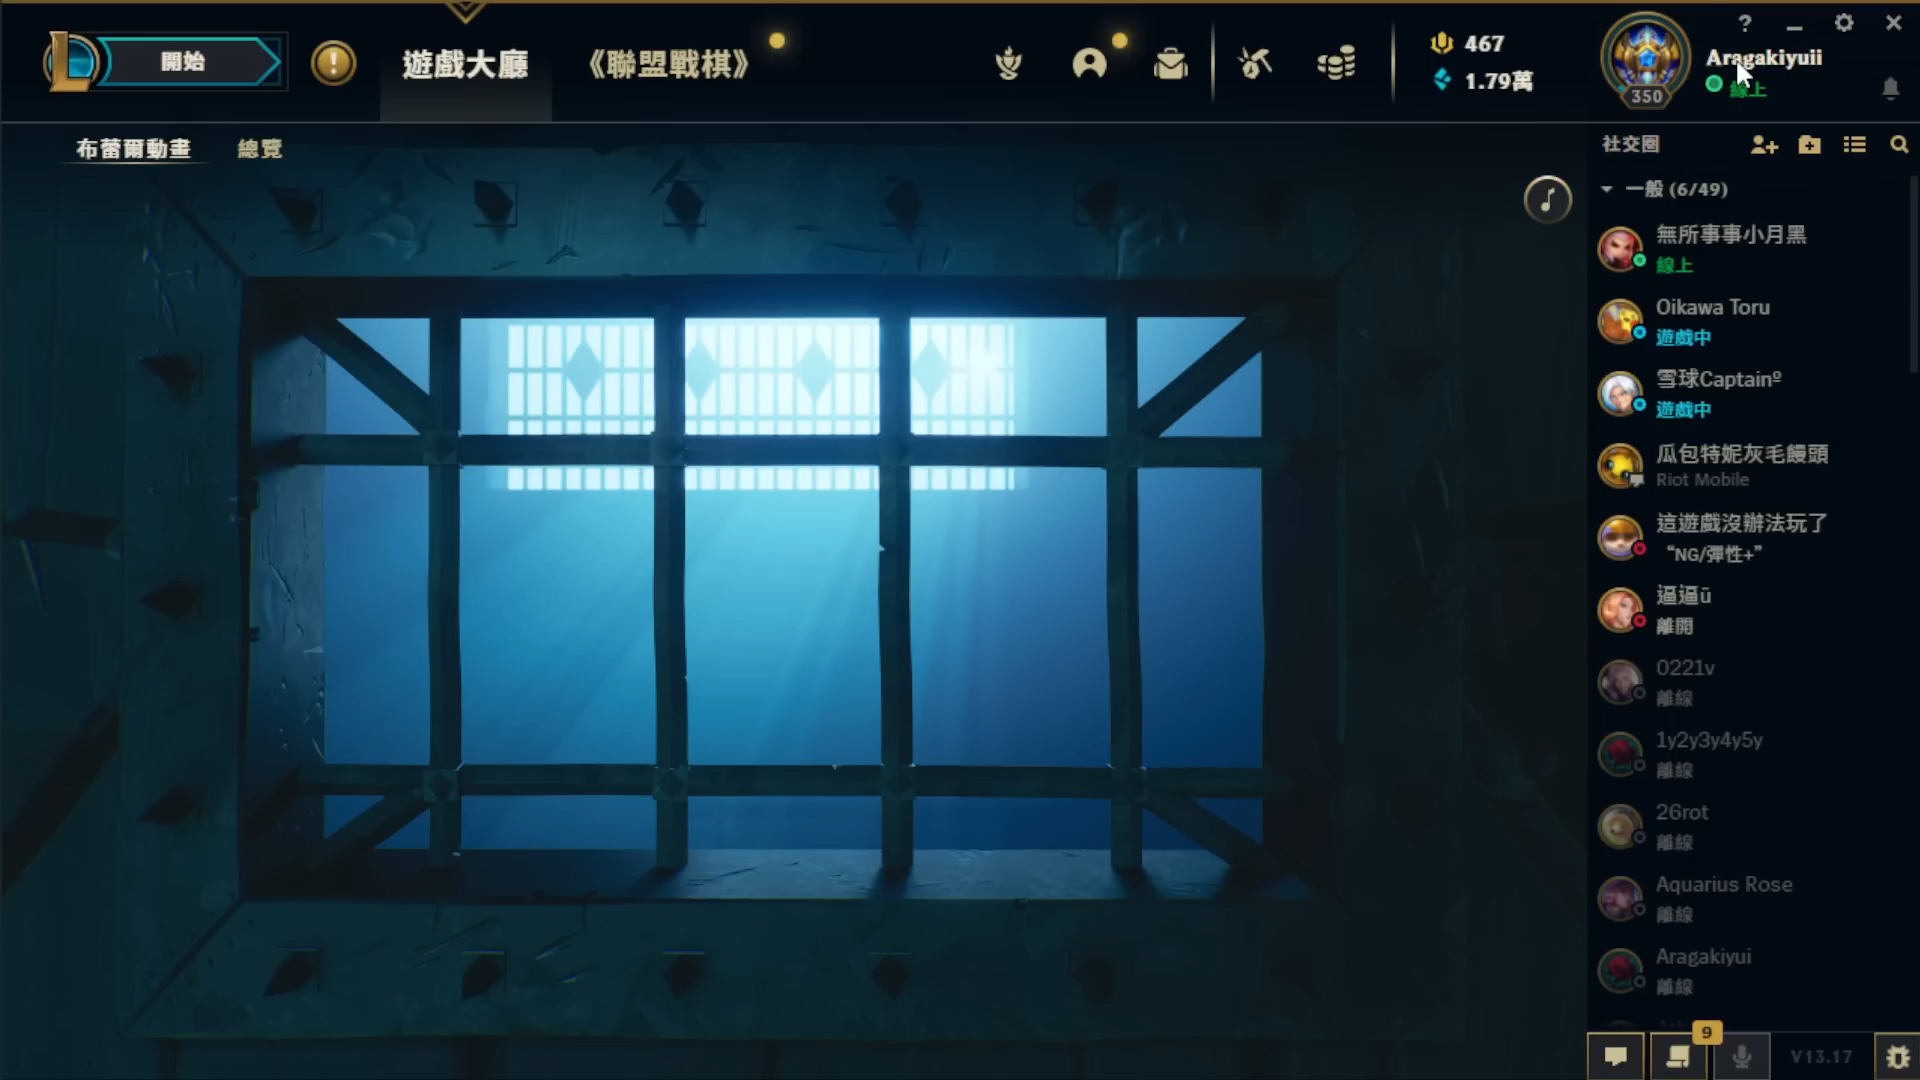 開始
遊戲大廳
《聯盟戰棋》
467
1.79萬
350
Aragakiyuii
線上
布蕾爾動畫
總覽
社交圈
一般 (6/49)
無所事事小月黑
線上
Oikawa Toru
遊戲中
雪球Captainº
遊戲中
瓜包特妮灰毛饅頭
Riot Mobile
這遊戲沒辦法玩了
“NG/彈性+”
逼逼ü
離開
0221v
離線
1y2y3y4y5y
離線
26rot
離線
Aquarius Rose
離線
Aragakiyui
離線
9
V13.17